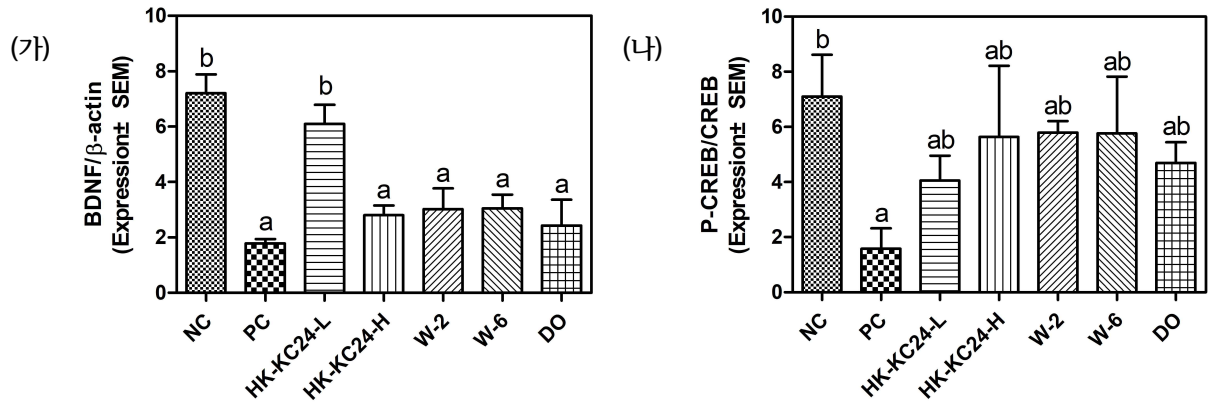 (가)
BDNF/β-actin
(Expression± SEM)
10
8
6
4
2
0
b
a
b
a
a
a
a
NC
PC
HK-KC24-L
HK-KC24-H
W-2
W-6
DO
(나)
P-CREB/CREB
(Expression± SEM)
10
8
6
4
2
0
b
a
ab
ab
ab
ab
ab
NC
PC
HK-KC24-L
HK-KC24-H
W-2
W-6
DO